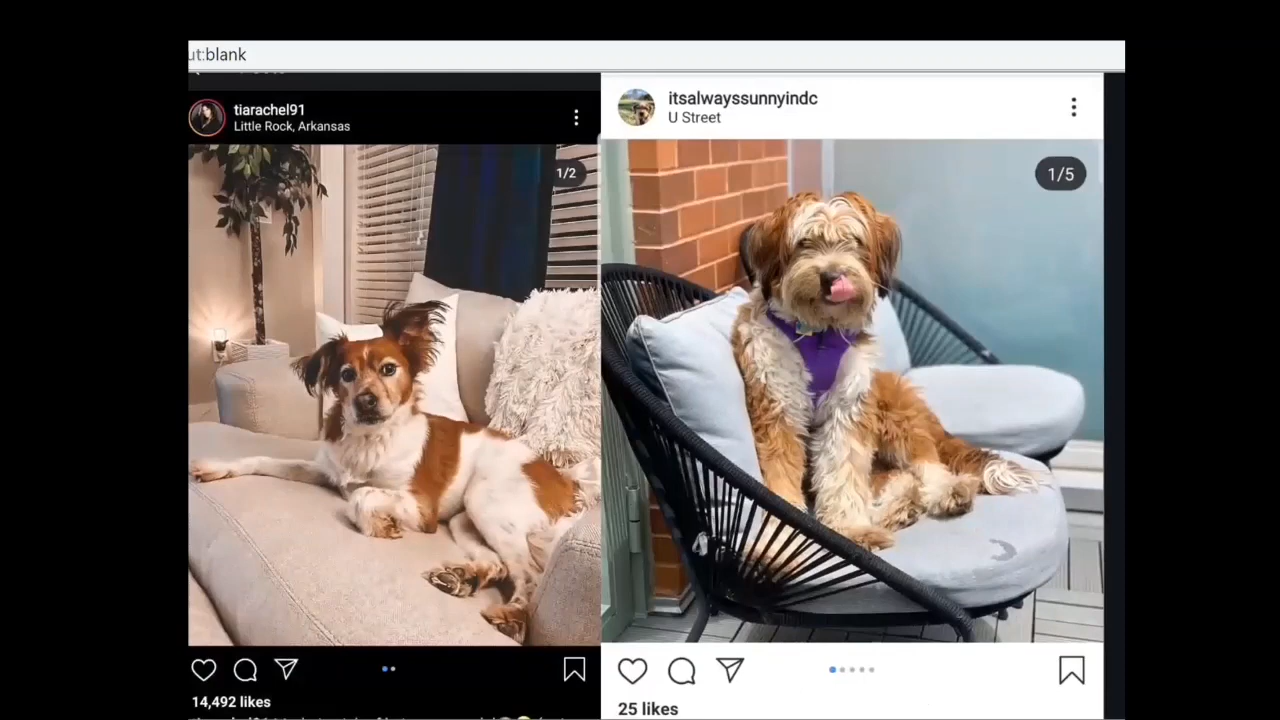 ut:blank
tiarachel91
Little Rock, Arkansas
1/2
14,492 likes
itsalwayssunnyindc
U Street
1/5
25 likes